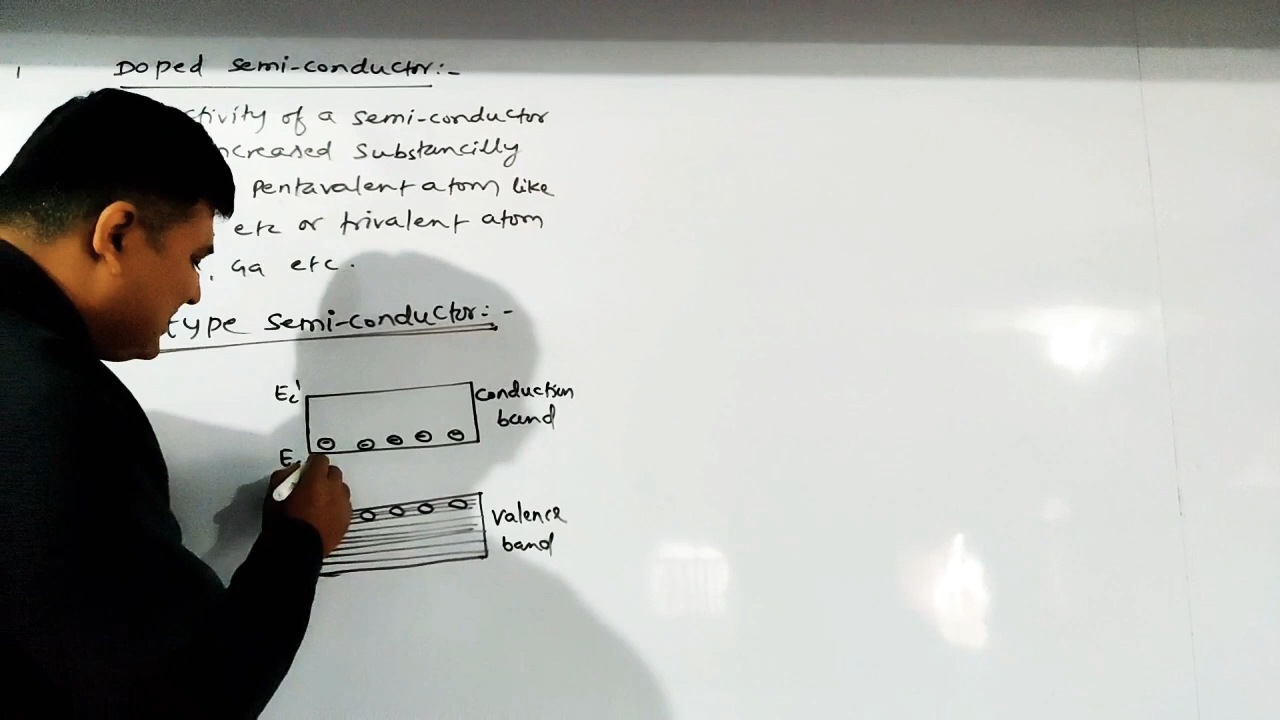 Doped semi-conductor:-
ctivity of a semi-conductor
ncreased substancilly
pentavalent atom like
etc or trivalent atom
, Ga etc.
type semi-conductor:-
Ec'
conduction
band
E
valence
band